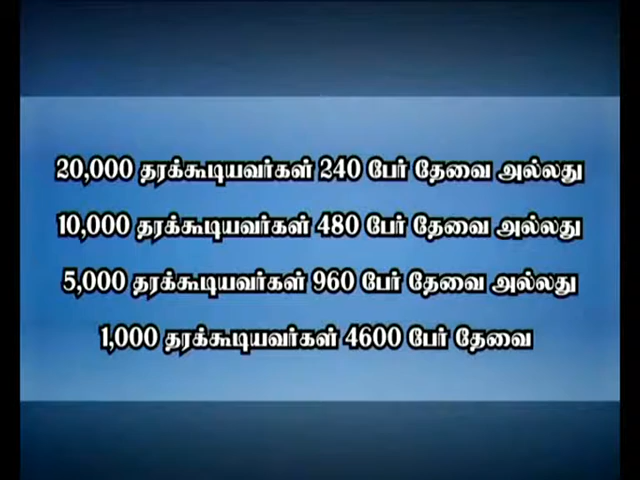 20,000 தரக்கூடியவர்கள் 240 பேர் தேவை அல்லது
10,000 தரக்கூடியவர்கள் 480 பேர் தேவை அல்லது
5,000 தரக்கூடியவர்கள் 960 பேர் தேவை அல்லது
1,000 தரக்கூடியவர்கள் 4600 பேர் தேவை